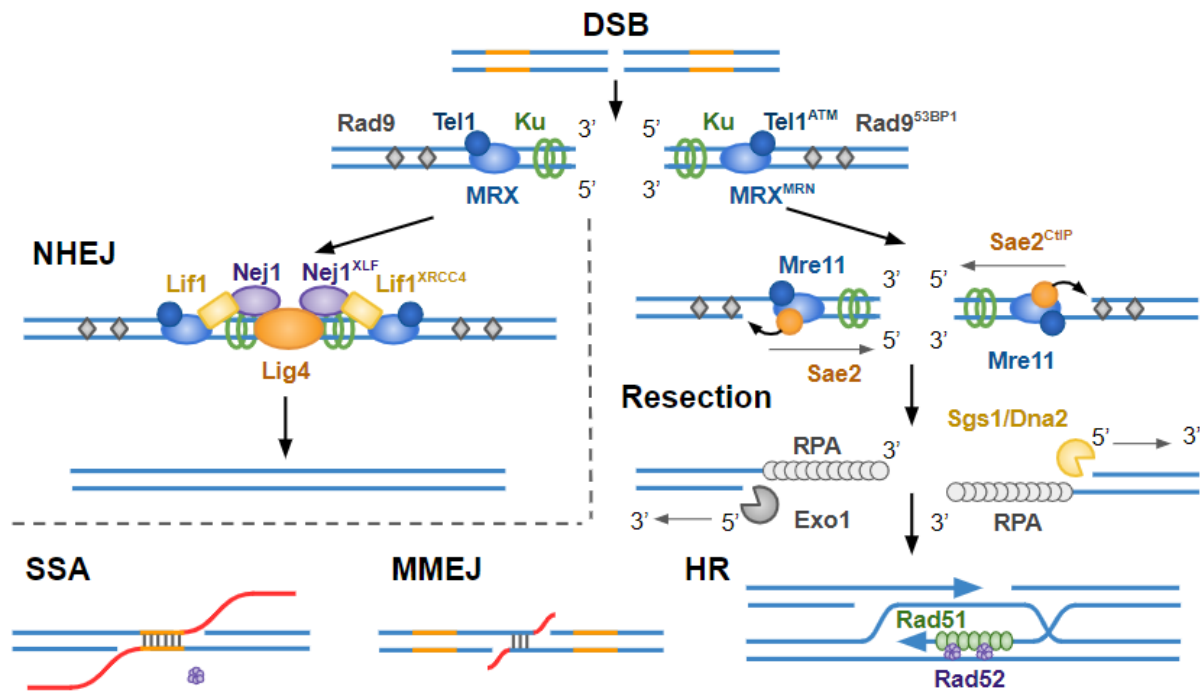 DSB
Rad9 Tel1 Ku 3’ 5’ Ku Tel1ATM Rad953BP1
MRX 5’ 3’ MRXMRN
NHEJ
Lif1 Nej1 Nej1XLF Lif1XRCC4
Lig4
Sae2CtIP
Mre11 3’ 5’
Sae2 5’ 3’ Mre11
Resection
Sgs1/Dna2
RPA 3’ 5’ 3’
3’ 5’ Exo1 3’ RPA
SSA
MMEJ
HR
Rad51
Rad52